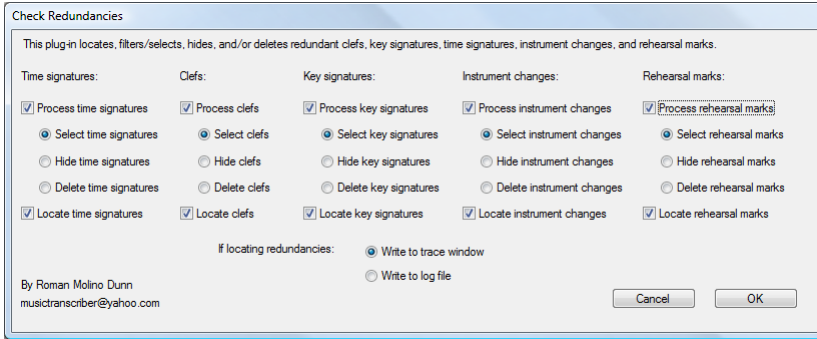 Check Redundancies
This plug-in locates, filters/selects, hides, and/or deletes redundant clefs, key signatures, time signatures, instrument changes, and rehearsal marks.
Time signatures: Clefs: Key signatures: Instrument changes: Rehearsal marks:
Process time signatures Process clefs Process key signatures Process instrument changes Process rehearsal marks
Select time signatures Select clefs Select key signatures Select instrument changes Select rehearsal marks
Hide time signatures Hide clefs Hide key signatures Hide instrument changes Hide rehearsal marks
Delete time signatures Delete clefs Delete key signatures Delete instrument changes Delete rehearsal marks
Locate time signatures Locate clefs Locate key signatures Locate instrument changes Locate rehearsal marks
If locating redundancies: Write to trace window
Write to log file
By Roman Molino Dunn
musictranscriber@yahoo.com
Cancel OK